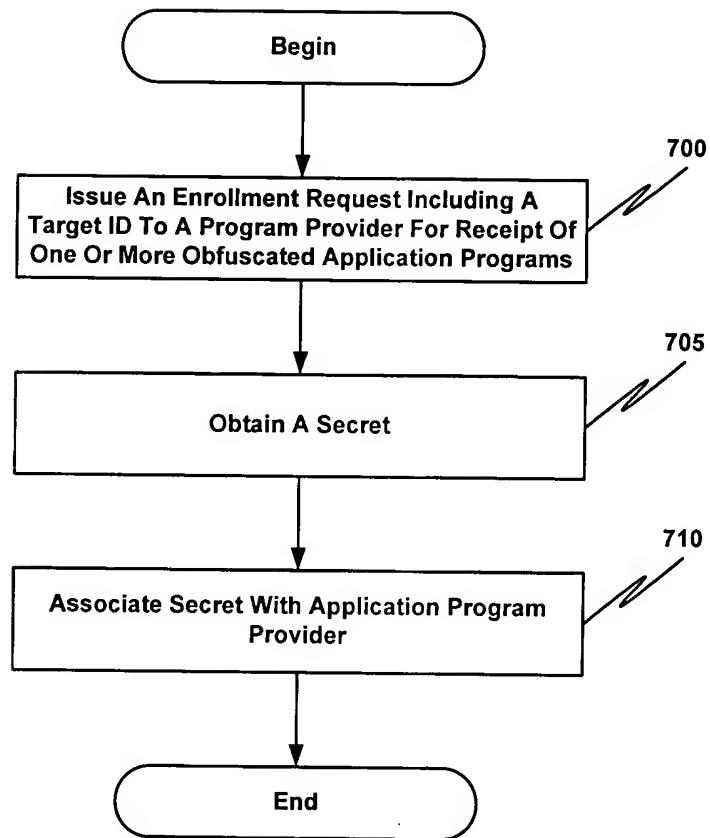 Begin
700
Issue An Enrollment Request Including A
Target ID To A Program Provider For Receipt Of
One Or More Obfuscated Application Programs
705
Obtain A Secret
710
Associate Secret With Application Program
Provider
End